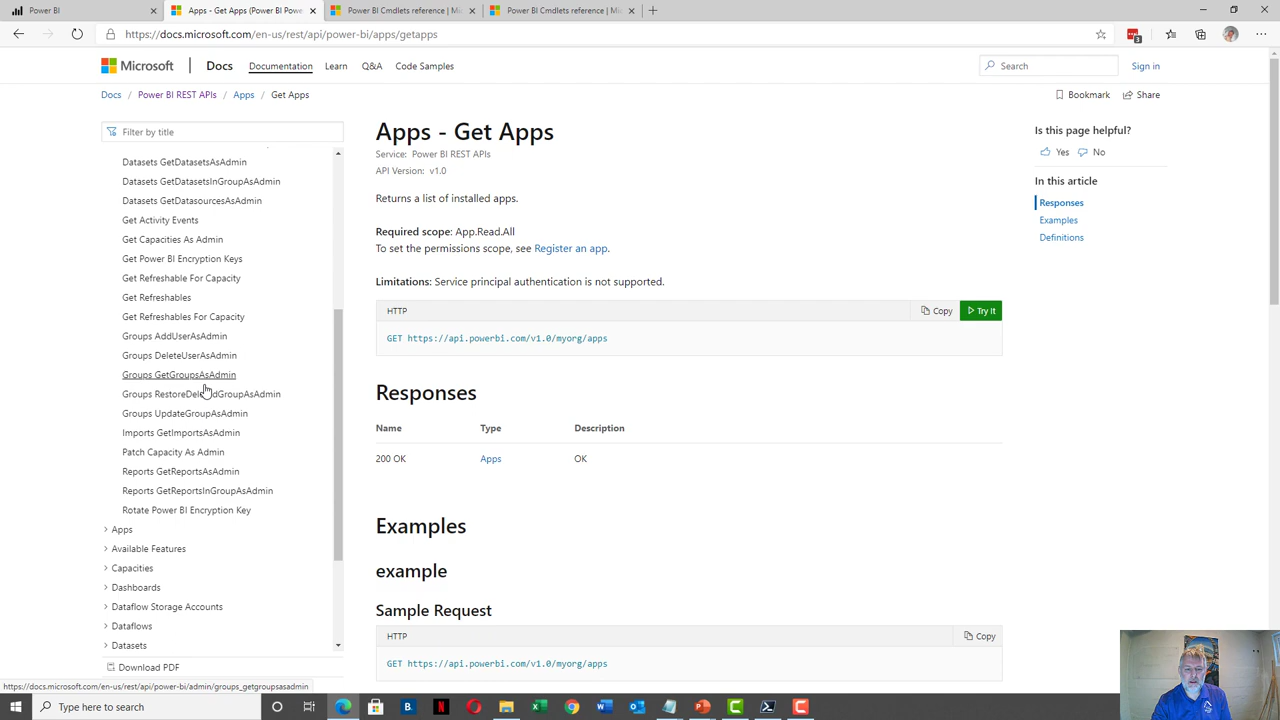 Power BI
Apps - Get Apps (Power BI Powe
Power BI Cmdlets reference | Mi
Power BI Cmdlets reference | Mi
https://docs.microsoft.com/en-us/rest/api/power-bi/apps/getapps
3
Microsoft
Docs
Documentation
Learn
Q&A
Code Samples
Search
Sign in
Docs / Power BI REST APIs / Apps / Get Apps
Bookmark
Share
Filter by title
Datasets GetDatasetsAsAdmin
Datasets GetDatasetsInGroupAsAdmin
Datasets GetDatasourcesAsAdmin
Get Activity Events
Get Capacities As Admin
Get Power BI Encryption Keys
Get Refreshable For Capacity
Get Refreshables
Get Refreshables For Capacity
Groups AddUserAsAdmin
Groups DeleteUserAsAdmin
Groups GetGroupsAsAdmin
Groups RestoreDeletedGroupAsAdmin
Groups UpdateGroupAsAdmin
Imports GetImportsAsAdmin
Patch Capacity As Admin
Reports GetReportsAsAdmin
Reports GetReportsInGroupAsAdmin
Rotate Power BI Encryption Key
Apps
Available Features
Capacities
Dashboards
Dataflow Storage Accounts
Dataflows
Datasets
Download PDF
Apps - Get Apps
Service: Power BI REST APIs
API Version: v1.0
Returns a list of installed apps.
Required scope: App.Read.All
To set the permissions scope, see Register an app.
Limitations: Service principal authentication is not supported.
HTTP
Copy
Try It
GET https://api.powerbi.com/v1.0/myorg/apps
Responses
Name Type Description
200 OK Apps OK
Examples
example
Sample Request
HTTP
Copy
GET https://api.powerbi.com/v1.0/myorg/apps
Is this page helpful?
Yes
No
In this article
Responses
Examples
Definitions
https://docs.microsoft.com/en-us/rest/api/power-bi/admin/groups_getgroupsasadmin
Type here to search